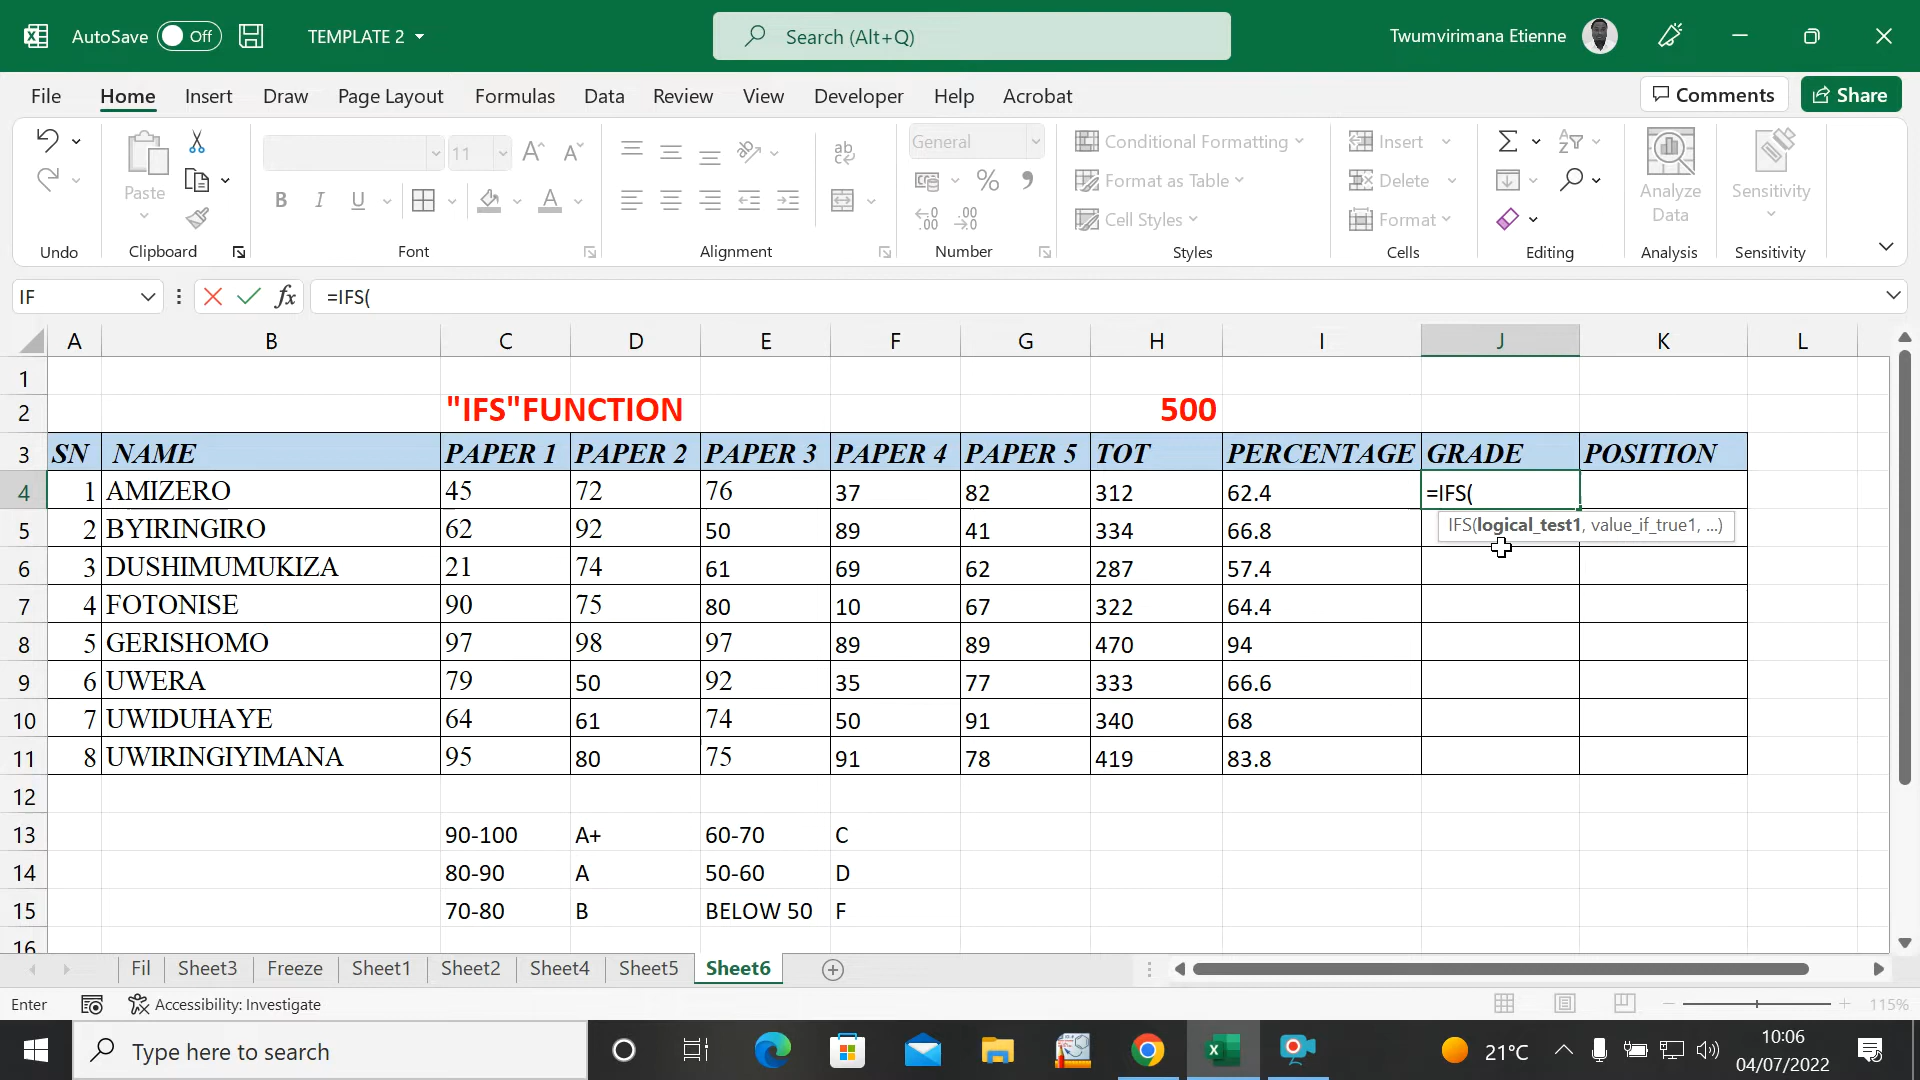 AutoSave Off TEMPLATE 2 Search (Alt+Q) Twumvirimana Etienne
File Home Insert Draw Page Layout Formulas Data Review View Developer Help Acrobat Comments Share
Paste 11 General Conditional Formatting Insert
Format as Table Delete
Cell Styles Format
Analyze Data
Sensitivity
Undo Clipboard Font Alignment Number Styles Cells Editing Analysis Sensitivity
IF =IFS(
A B C D E F G H I J K L
1
2 "IFS"FUNCTION 500
3 SN NAME PAPER 1 PAPER 2 PAPER 3 PAPER 4 PAPER 5 TOT PERCENTAGE GRADE POSITION
4 1 AMIZERO 45 72 76 37 82 312 62.4 =IFS(
IFS(logical_test1, value_if_true1, ...)
5 2 BYIRINGIRO 62 92 50 89 41 334 66.8
6 3 DUSHIMUMUKIZA 21 74 61 69 62 287 57.4
7 4 FOTONISE 90 75 80 10 67 322 64.4
8 5 GERISHOMO 97 98 97 89 89 470 94
9 6 UWERA 79 50 92 35 77 333 66.6
10 7 UWIDUHAYE 64 61 74 50 91 340 68
11 8 UWIRINGIYIMANA 95 80 75 91 78 419 83.8
12
13 90-100 A+ 60-70 C
14 80-90 A 50-60 D
15 70-80 B BELOW 50 F
16
Fil Sheet3 Freeze Sheet1 Sheet2 Sheet4 Sheet5 Sheet6
Enter Accessibility: Investigate 115%
Type here to search 21°C 10:06
04/07/2022